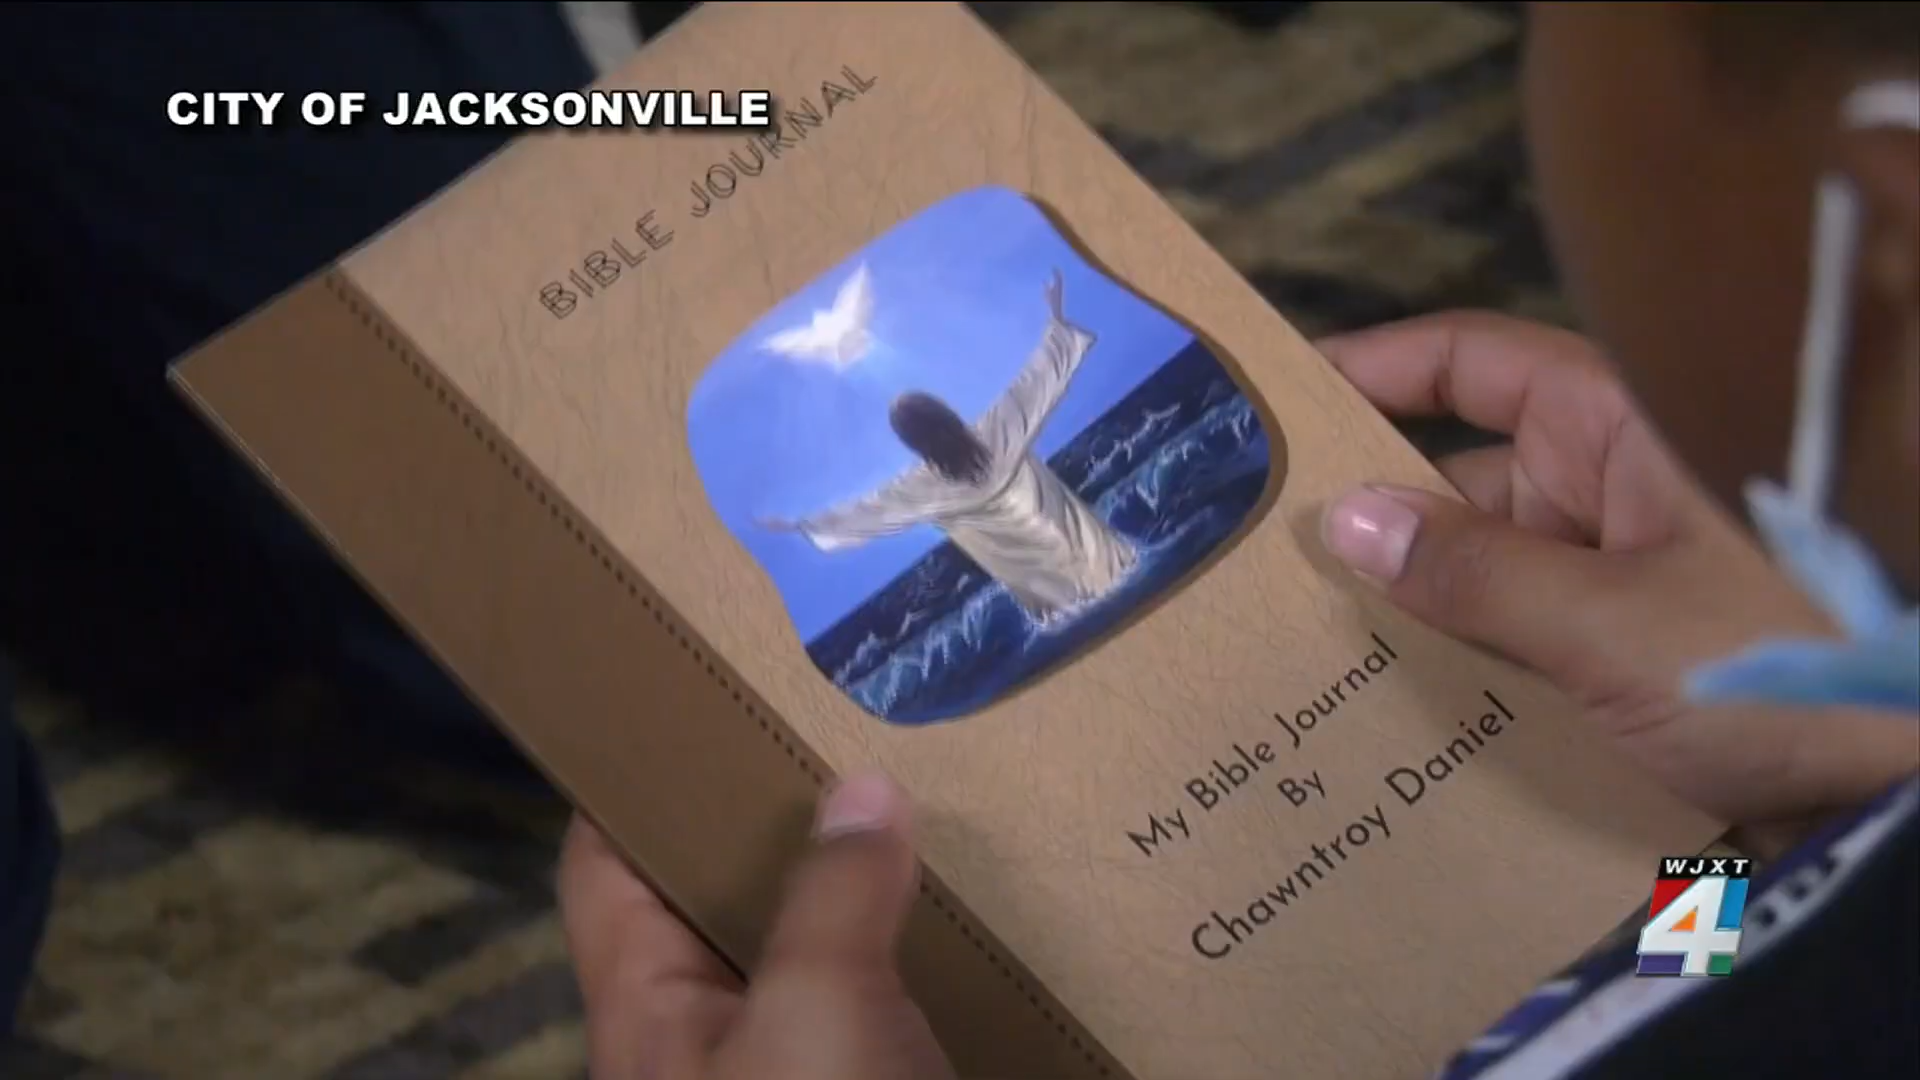 CITY OF JACKSONVILLE
BIBLE JOURNAL
My Bible Journal
By
Chawntroy Daniel
WJXT
4